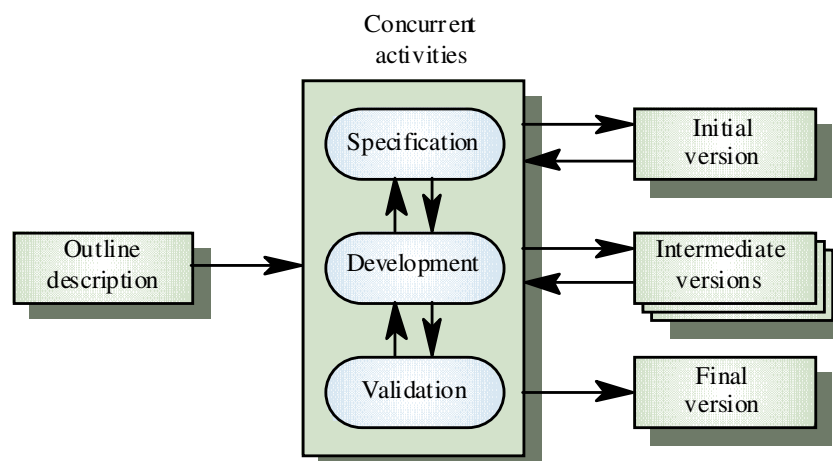 Concurrent
activities
Specification
Initial
version
Outline
description
Development
Intermediate
versions
Validation
Final
version